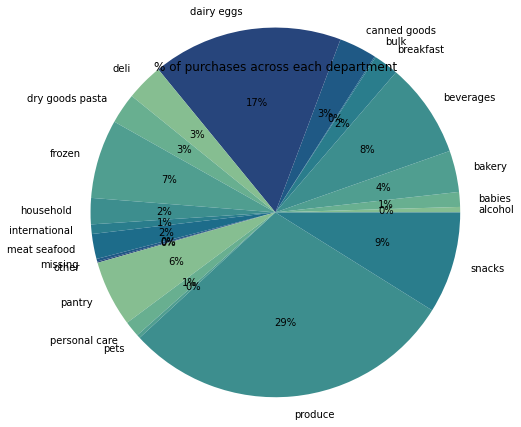 % of purchases across each department
alcohol
0%
babies
1%
bakery
4%
beverages
8%
breakfast
2%
bulk
0%
canned goods
3%
dairy eggs
17%
deli
3%
dry goods pasta
3%
frozen
7%
household
2%
international
1%
meat seafood
2%
missing
0%
other
0%
pantry
6%
personal care
1%
pets
0%
produce
29%
snacks
9%